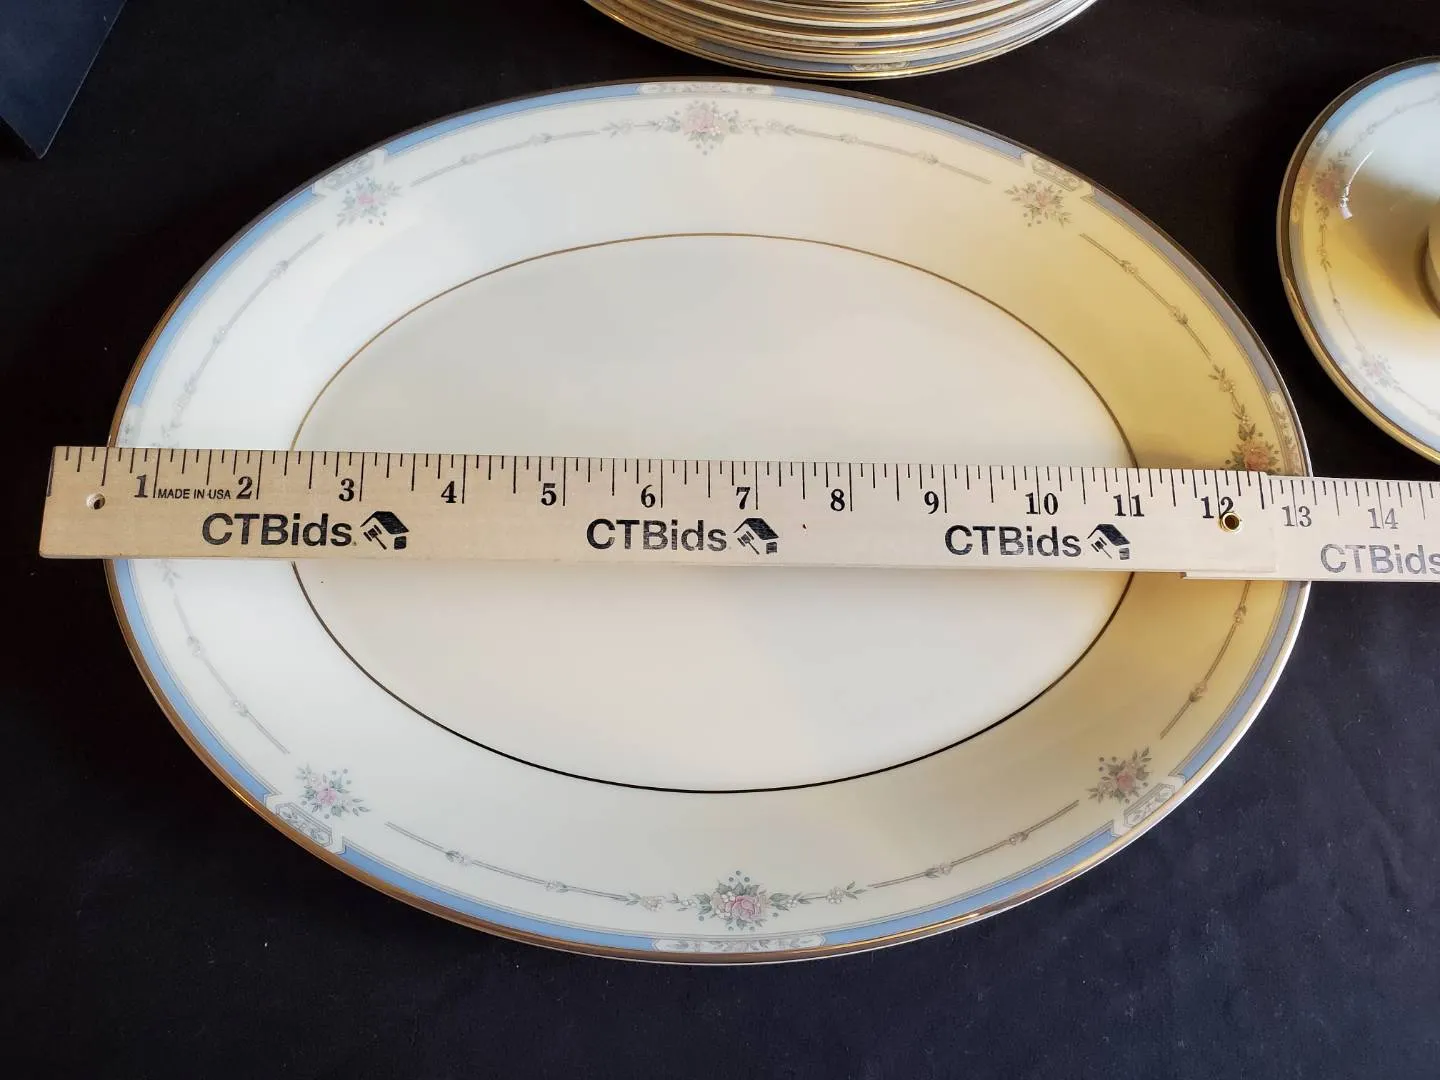 1 MADE IN USA 2 3 4 5 6 7 8 9 10 11 12 13 14
CTBids. CTBids. CTBids CTBids